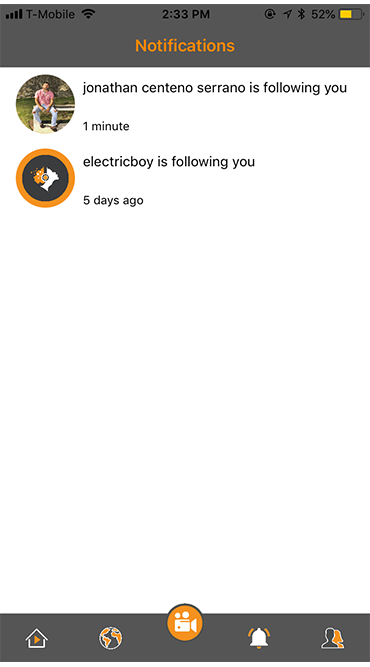 T-Mobile 2:33 PM 52%
Notifications
jonathan centeno serrano is following you
1 minute
electricboy is following you
5 days ago